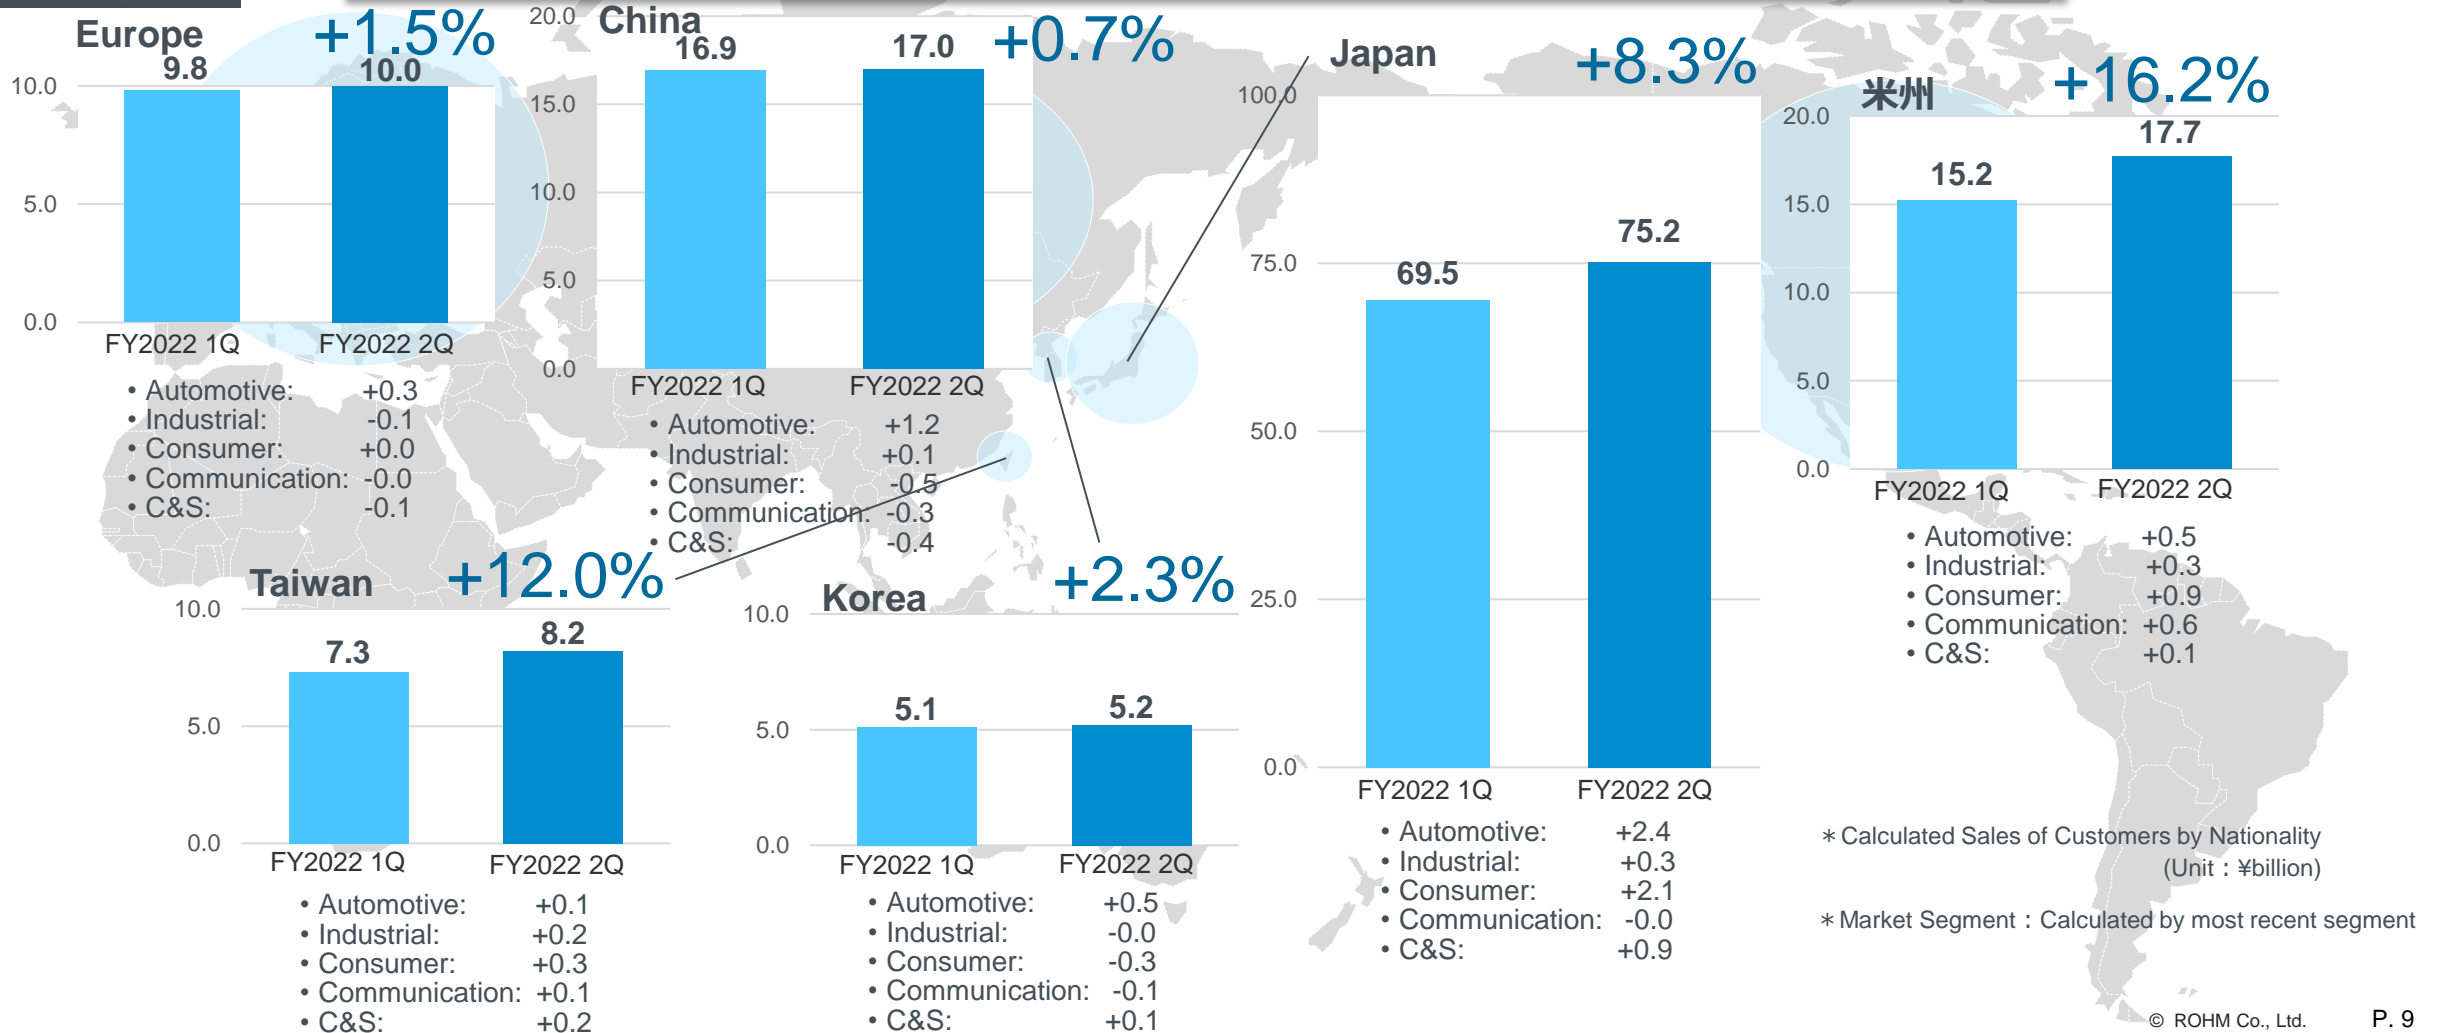 Europe
+1.5%
10.0
5.0
0.0
9.8
10.0
FY2022 1Q
FY2022 2Q
• Automotive: +0.3
• Industrial: -0.1
• Consumer: +0.0
• Communication: -0.0
• C&S: -0.1
China
+0.7%
20.0
15.0
10.0
5.0
0.0
16.9
17.0
FY2022 1Q
FY2022 2Q
• Automotive: +1.2
• Industrial: +0.1
• Consumer: -0.5
• Communication: -0.3
• C&S: -0.4
Japan
+8.3%
100.0
75.0
50.0
25.0
0.0
69.5
75.2
FY2022 1Q
FY2022 2Q
• Automotive: +2.4
• Industrial: +0.3
• Consumer: +2.1
• Communication: -0.0
• C&S: +0.9
米州
+16.2%
20.0
15.0
10.0
5.0
0.0
15.2
17.7
FY2022 1Q
FY2022 2Q
• Automotive: +0.5
• Industrial: +0.3
• Consumer: +0.9
• Communication: +0.6
• C&S: +0.1
Taiwan
+12.0%
10.0
5.0
0.0
7.3
8.2
FY2022 1Q
FY2022 2Q
• Automotive: +0.1
• Industrial: +0.2
• Consumer: +0.3
• Communication: +0.1
• C&S: +0.2
Korea
+2.3%
10.0
5.0
0.0
5.1
5.2
FY2022 1Q
FY2022 2Q
• Automotive: +0.5
• Industrial: -0.0
• Consumer: -0.3
• Communication: -0.1
• C&S: +0.1
＊Calculated Sales of Customers by Nationality
(Unit：¥billion)
＊Market Segment：Calculated by most recent segment
© ROHM Co., Ltd.
P. 9